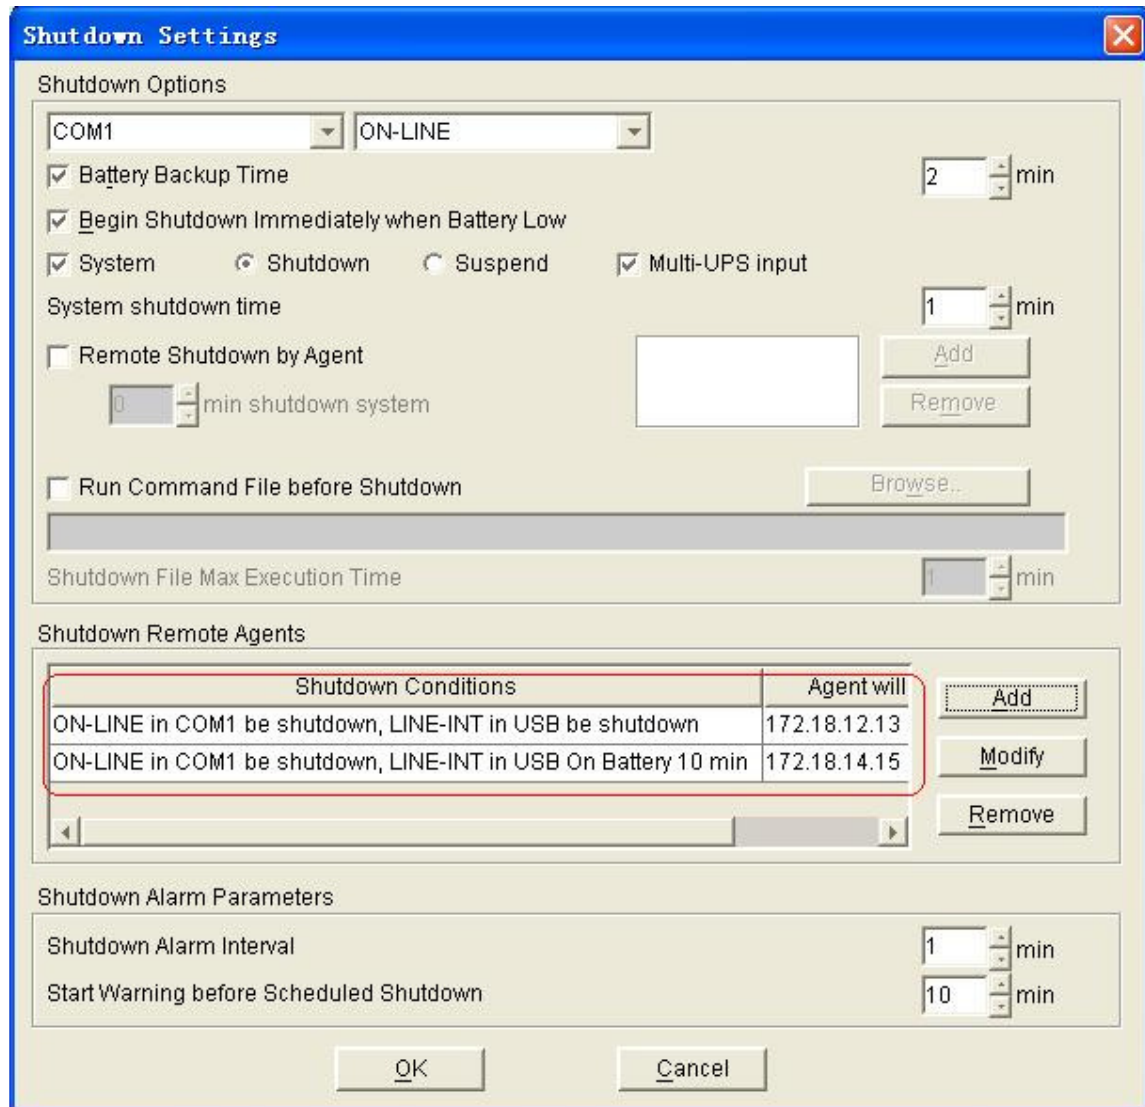 Shutdown Settings
Shutdown Options
COM1 ON-LINE
Battery Backup Time 2 min
Begin Shutdown Immediately when Battery Low
System Shutdown Suspend Multi-UPS input
System shutdown time 1 min
Remote Shutdown by Agent Add
0 min shutdown system Remove
Run Command File before Shutdown Browse..
Shutdown File Max Execution Time 1 min
Shutdown Remote Agents
Shutdown Conditions Agent will
ON-LINE in COM1 be shutdown, LINE-INT in USB be shutdown 172.18.12.13
ON-LINE in COM1 be shutdown, LINE-INT in USB On Battery 10 min 172.18.14.15
Add
Modify
Remove
Shutdown Alarm Parameters
Shutdown Alarm Interval 1 min
Start Warning before Scheduled Shutdown 10 min
OK Cancel